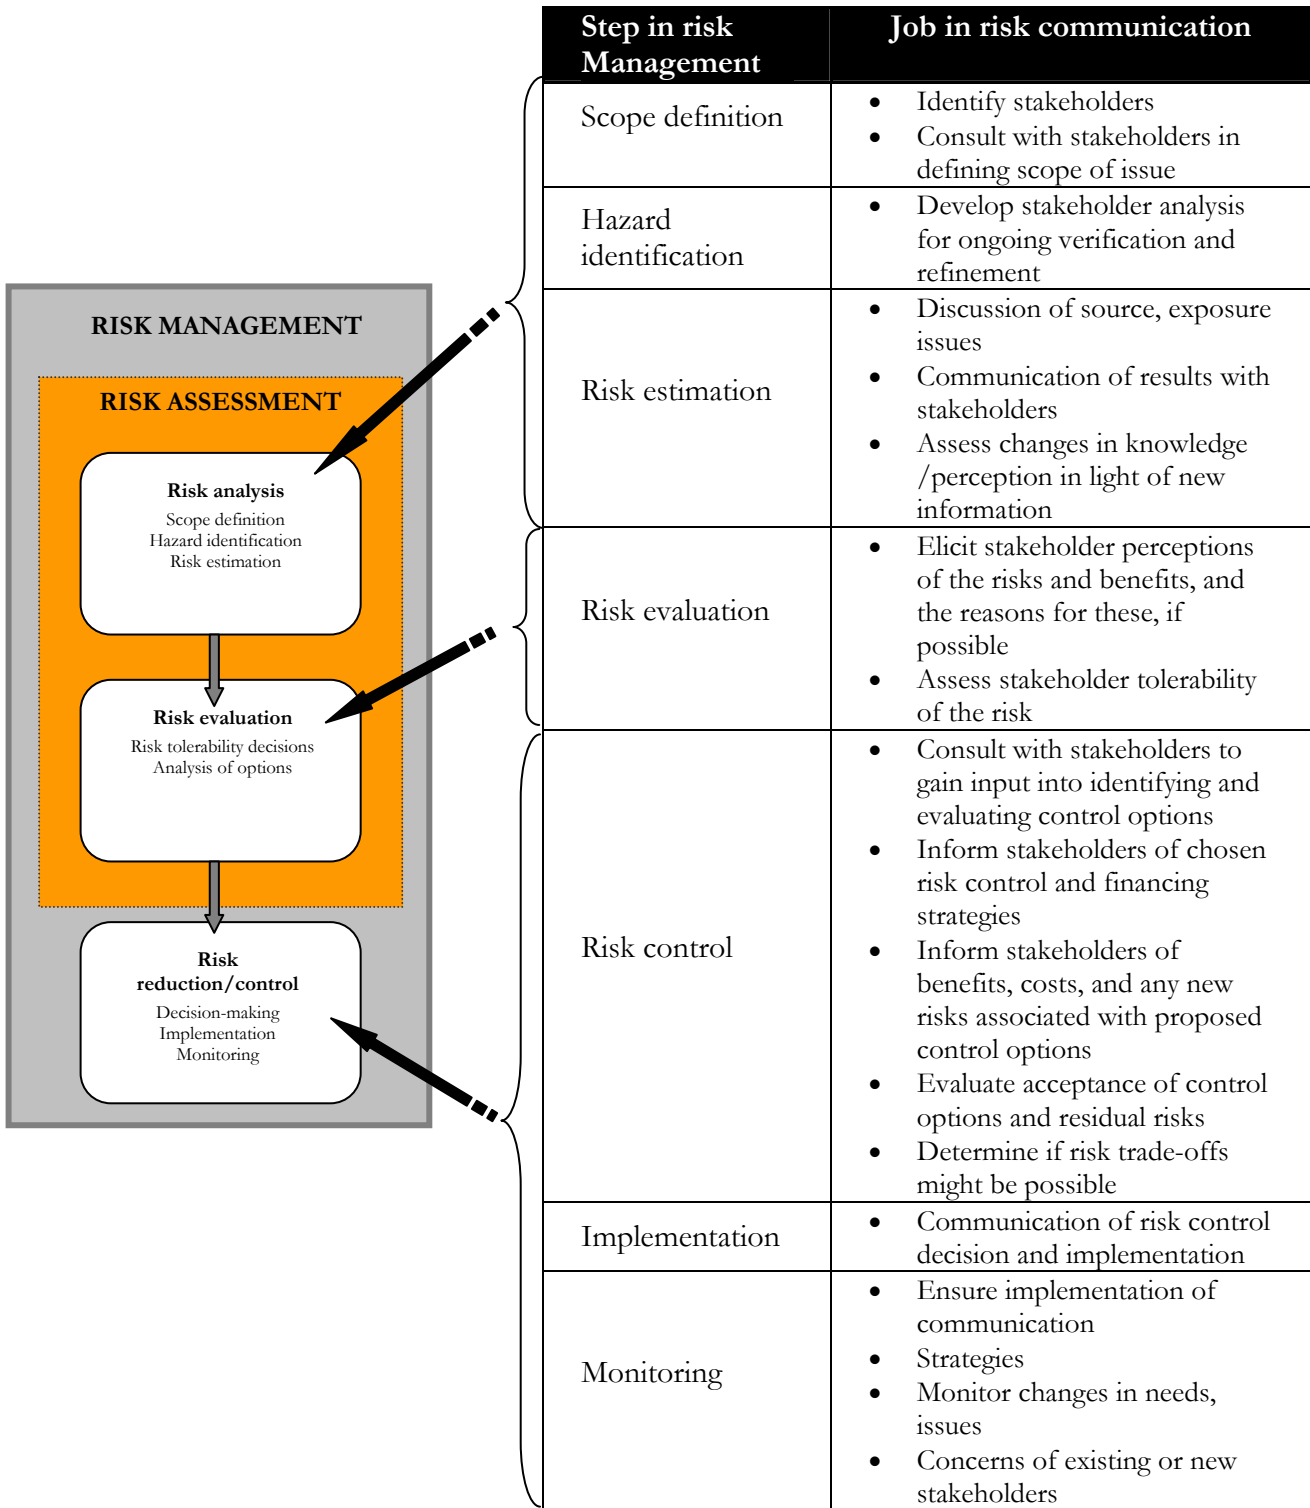 RISK MANAGEMENT
RISK ASSESSMENT
Risk analysis
Scope definition
Hazard identification
Risk estimation
Risk evaluation
Risk tolerability decisions
Analysis of options
Risk
reduction/control
Decision-making
Implementation
Monitoring
Step in risk
Management
Job in risk communication
Scope definition
• Identify stakeholders
• Consult with stakeholders in
defining scope of issue
Hazard
identification
• Develop stakeholder analysis
for ongoing verification and
refinement
Risk estimation
• Discussion of source, exposure
issues
• Communication of results with
stakeholders
• Assess changes in knowledge
/perception in light of new
information
Risk evaluation
• Elicit stakeholder perceptions
of the risks and benefits, and
the reasons for these, if
possible
• Assess stakeholder tolerability
of the risk
Risk control
• Consult with stakeholders to
gain input into identifying and
evaluating control options
• Inform stakeholders of chosen
risk control and financing
strategies
• Inform stakeholders of
benefits, costs, and any new
risks associated with proposed
control options
• Evaluate acceptance of control
options and residual risks
• Determine if risk trade-offs
might be possible
Implementation
• Communication of risk control
decision and implementation
Monitoring
• Ensure implementation of
communication
• Strategies
• Monitor changes in needs,
issues
• Concerns of existing or new
stakeholders